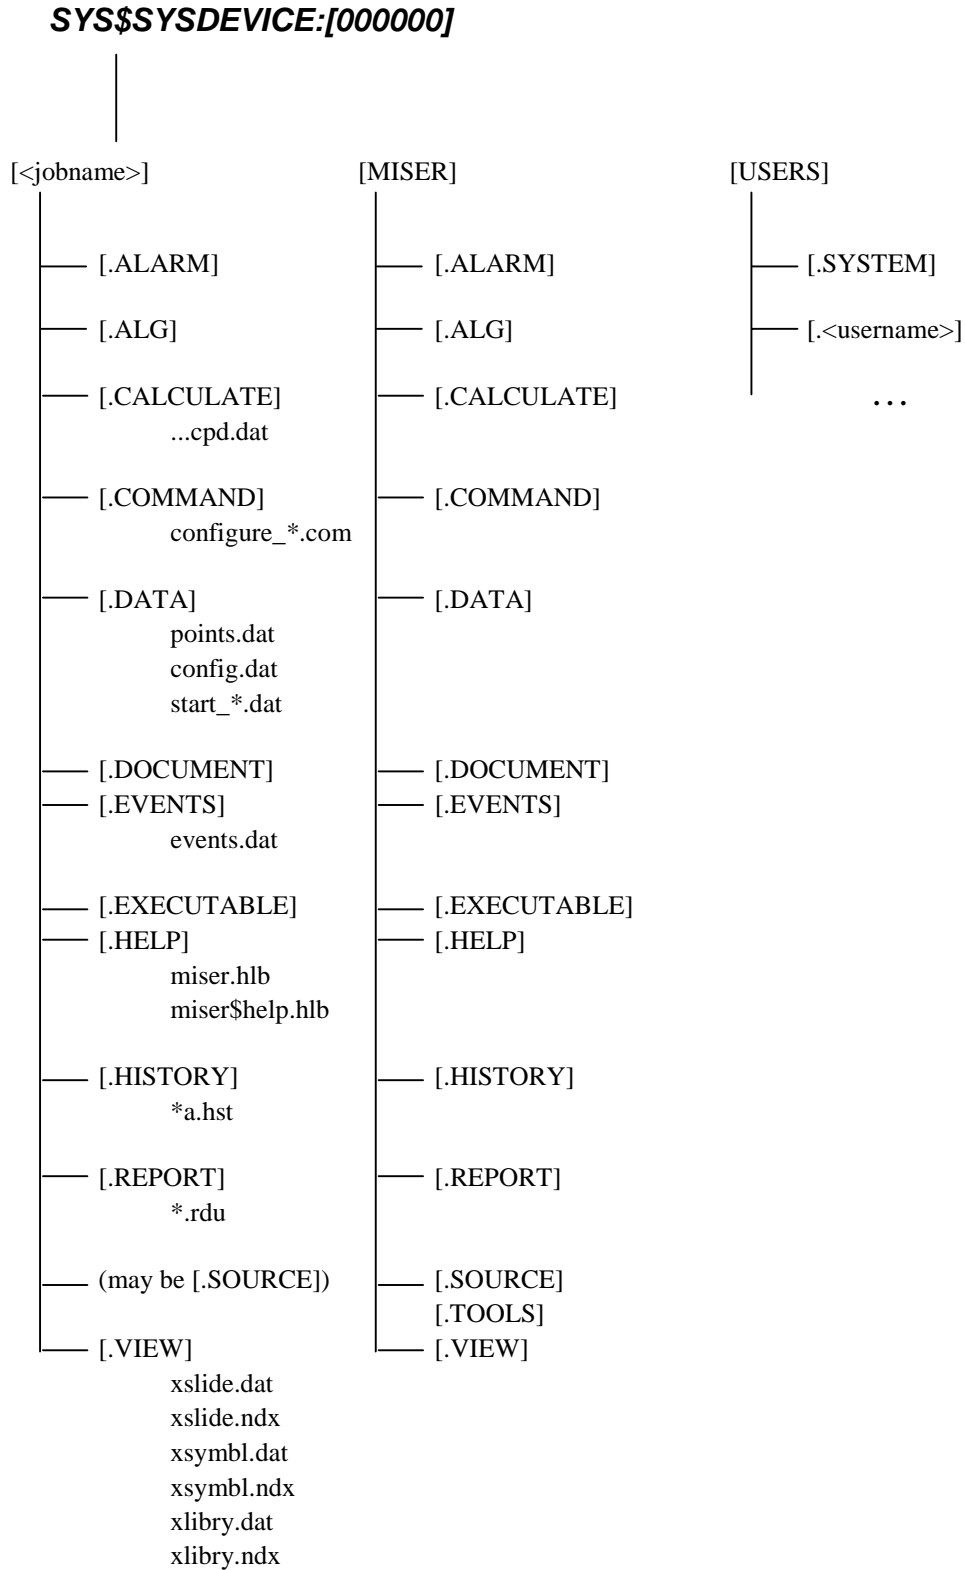 SYS$SYSDEVICE:[000000]
[<jobname>] [MISER] [USERS]
[.ALARM] [.ALARM] [.SYSTEM]
[.ALG] [.ALG] [.<username>]
[.CALCULATE] [.CALCULATE] ...
...cpd.dat
[.COMMAND] [.COMMAND]
configure_*.com
[.DATA] [.DATA]
points.dat
config.dat
start_*.dat
[.DOCUMENT] [.DOCUMENT]
[.EVENTS] [.EVENTS]
events.dat
[.EXECUTABLE] [.EXECUTABLE]
[.HELP] [.HELP]
miser.hlb
miser$help.hlb
[.HISTORY] [.HISTORY]
*a.hst
[.REPORT] [.REPORT]
*.rdu
(may be [.SOURCE]) [.SOURCE]
[.TOOLS]
[.VIEW] [.VIEW]
xslide.dat
xslide.ndx
xsymbl.dat
xsymbl.ndx
xlibry.dat
xlibry.ndx